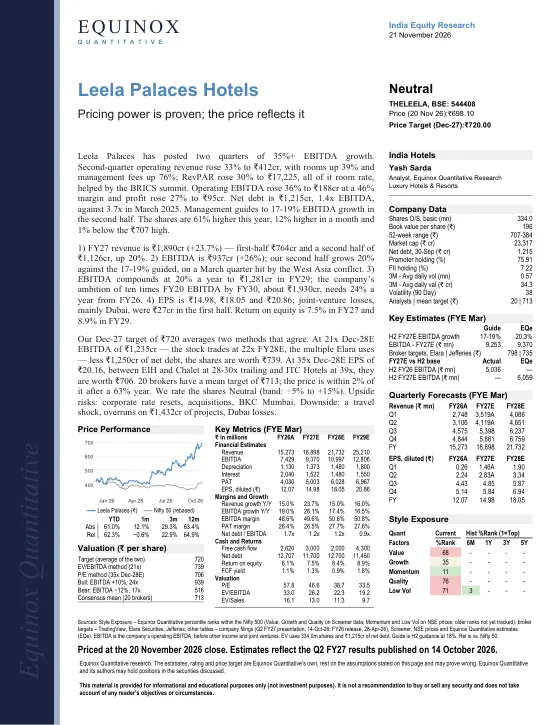 EQUINOX
QUANTITATIVE
India Equity Research
21 November 2026
Leela Palaces Hotels
Pricing power is proven; the price reflects it
Neutral
THELEELA, BSE: 544408
Price (20 Nov 26):₹698.10
Price Target (Dec-27):₹720.00
Leela Palaces has posted two quarters of 35%+ EBITDA growth.
Second-quarter operating revenue rose 33% to ₹412cr, with rooms up 39% and
management fees up 76%; RevPAR rose 30% to ₹17,225, all of it room rate,
helped by the BRICS summit. Operating EBITDA rose 36% to ₹188cr at a 46%
margin and profit rose 27% to ₹95cr. Net debt is ₹1,215cr, 1.4x EBITDA,
against 3.7x in March 2025. Management guides to 17-19% EBITDA growth in
the second half. The shares are 61% higher this year, 12% higher in a month and
1% below the ₹707 high.
1) FY27 revenue is ₹1,890cr (+23.7%) — first-half ₹764cr and a second half of
₹1,126cr, up 20%. 2) EBITDA is ₹937cr (+26%); our second half grows 20%
against the 17-19% guided, on a March quarter hit by the West Asia conflict. 3)
EBITDA compounds at 20% a year to ₹1,281cr in FY29; the company's
ambition of ten times FY20 EBITDA by FY30, about ₹1,930cr, needs 24% a
year from FY26. 4) EPS is ₹14.98, ₹18.05 and ₹20.86; joint-venture losses,
mainly Dubai, were ₹27cr in the first half. Return on equity is 7.5% in FY27 and
8.9% in FY29.
Our Dec-27 target of ₹720 averages two methods that agree. At 21x Dec-28E
EBITDA of ₹1,235cr — the stock trades at 22x FY28E, the multiple Elara uses
— less ₹1,250cr of net debt, the shares are worth ₹739. At 35x Dec-28E EPS of
₹20.16, between EIH and Chalet at 28-30x trailing and ITC Hotels at 39x, they
are worth ₹706. 20 brokers have a mean target of ₹713; the price is within 2% of
it after a 63% year. We rate the shares Neutral (band: −5% to +15%). Upside
risks: corporate rate resets, acquisitions, BKC Mumbai. Downside: a travel
shock, overruns on ₹1,432cr of projects, Dubai losses.
India Hotels
Yash Sarda
Analyst, Equinox Quantitative Research
Luxury Hotels & Resorts
Company Data
Shares O/S, basic (mn) 334.0
Book value per share (₹) 196
52-week range (₹) 707-384
Market cap (₹ cr) 23,317
Net debt, 30-Sep (₹ cr) 1,215
Promoter holding (%) 75.91
FII holding (%) 7.22
3M - Avg daily vol (mn) 0.57
3M - Avg daily val (₹ cr) 34.3
Volatility (90 Day) 38
Analysts | mean target (₹) 20 | 713
Key Estimates (FYE Mar)
Guide EQe
H2 FY27 EBITDA growth 17-19% 20.3%
EBITDA - FY27E (₹ mn) 9,253 9,370
Broker targets, Elara | Jefferies (₹) 798 | 735
FY27E vs H2 base Actual EQe
H2 FY26 EBITDA (₹ mn) 5,036 —
H2 FY27E EBITDA (₹ mn) — 6,059
Quarterly Forecasts (FYE Mar)
Revenue (₹ mn) FY26A FY27E FY28E
Q1 2,748 3,519A 4,086
Q2 3,106 4,119A 4,651
Q3 4,575 5,398 6,237
Q4 4,844 5,861 6,759
FY 15,273 18,898 21,732
EPS, diluted (₹) FY26A FY27E FY28E
Q1 0.26 1.46A 1.90
Q2 2.24 2.83A 3.34
Q3 4.43 4.85 5.87
Q4 5.14 5.84 6.94
FY 12.07 14.98 18.05
Style Exposure
Quant Current Hist %Rank (1=Top)
Factors %Rank 6M 1Y 3Y 5Y
Value 68 - - - -
Growth 35 - - - -
Momentum 11 - - - -
Quality 76 - - - -
Low Vol 71 3 - - -
Price Performance
700
600
500
400
Jan 26 Apr 26 Jul 26 Oct 26
Leela Palaces (₹) Nifty 50 (rebased)
YTD 1m 3m 12m
Abs 61.0% 12.1% 29.3% 63.4%
Rel 62.3% −0.6% 22.9% 64.9%
Valuation (₹ per share)
Target (average of the two) 720
EV/EBITDA method (21x) 739
P/E method (35x Dec-28E) 706
Bull: EBITDA +10%, 24x 939
Bear: EBITDA −12%, 17x 516
Consensus mean (20 brokers) 713
Key Metrics (FYE Mar)
₹ in millions FY26A FY27E FY28E FY29E
Financial Estimates
Revenue 15,273 18,898 21,732 25,210
EBITDA 7,429 9,370 10,997 12,806
Depreciation 1,130 1,373 1,480 1,600
Interest 2,040 1,522 1,480 1,550
PAT 4,030 5,003 6,028 6,967
EPS, diluted (₹) 12.07 14.98 18.05 20.86
Margins and Growth
Revenue growth Y/Y 15.0% 23.7% 15.0% 16.0%
EBITDA growth Y/Y 19.0% 26.1% 17.4% 16.5%
EBITDA margin 48.6% 49.6% 50.6% 50.8%
PAT margin 26.4% 26.5% 27.7% 27.6%
Net debt / EBITDA 1.7x 1.2x 1.2x 0.9x
Cash and Returns
Free cash flow 2,620 3,000 2,000 4,300
Net debt 12,707 11,700 12,700 11,450
Return on equity 8.1% 7.5% 8.4% 8.9%
FCF yield 1.1% 1.3% 0.9% 1.8%
Valuation
P/E 57.8 46.6 38.7 33.5
EV/EBITDA 33.0 26.2 22.3 19.2
EV/Sales 16.1 13.0 11.3 9.7
Equinox Quantitative
Priced at the 20 November 2026 close. Estimates reflect the Q2 FY27 results published on 14 October 2026.
Equinox Quantitative research. The estimates, rating and price target are Equinox Quantitative's own, rest on the assumptions stated on this page and may prove wrong. Equinox Quantitative
and its authors may hold positions in the securities discussed.
This material is provided for informational and educational purposes only (not investment purposes). It is not a recommendation to buy or sell any security and does not take
account of any reader's objectives or circumstances.